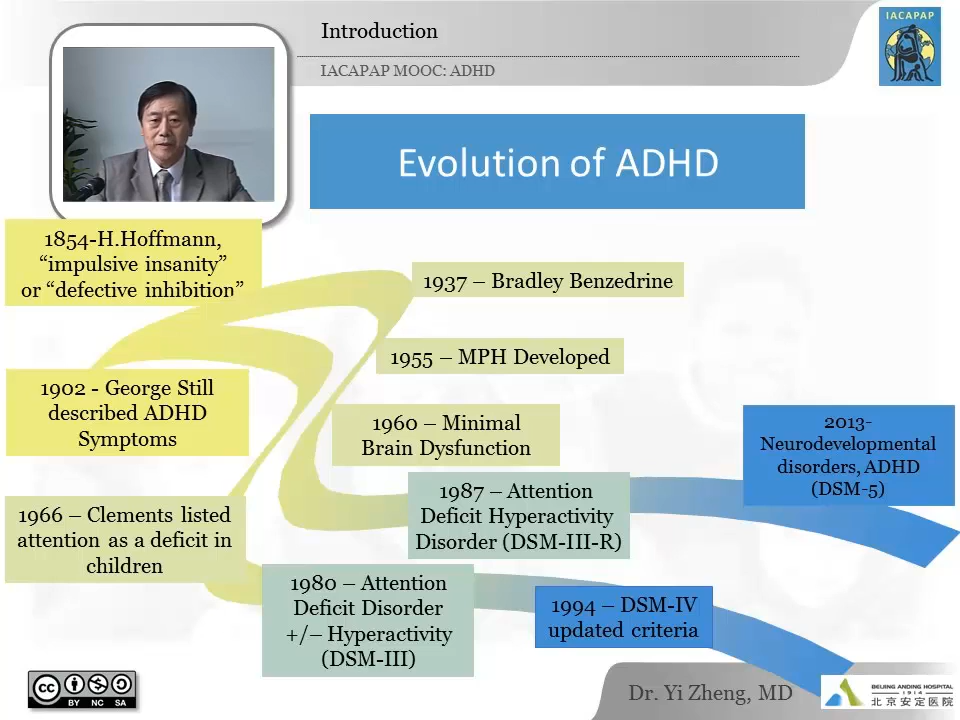 Introduction
IACAPAP MOOC: ADHD
IACAPAP
Evolution of ADHD
1854-H.Hoffmann,
“impulsive insanity”
or “defective inhibition”
1937 – Bradley Benzedrine
1955 – MPH Developed
1902 - George Still
described ADHD
Symptoms
1960 – Minimal
Brain Dysfunction
2013-
Neurodevelopmental
disorders, ADHD
(DSM-5)
1987 – Attention
Deficit Hyperactivity
Disorder (DSM-III-R)
1966 – Clements listed
attention as a deficit in
children
1980 – Attention
Deficit Disorder
+/– Hyperactivity
(DSM-III)
1994 – DSM-IV
updated criteria
cc
BY NC SA
Dr. Yi Zheng, MD
BEIJING ANDING HOSPITAL
1914
北京安定医院